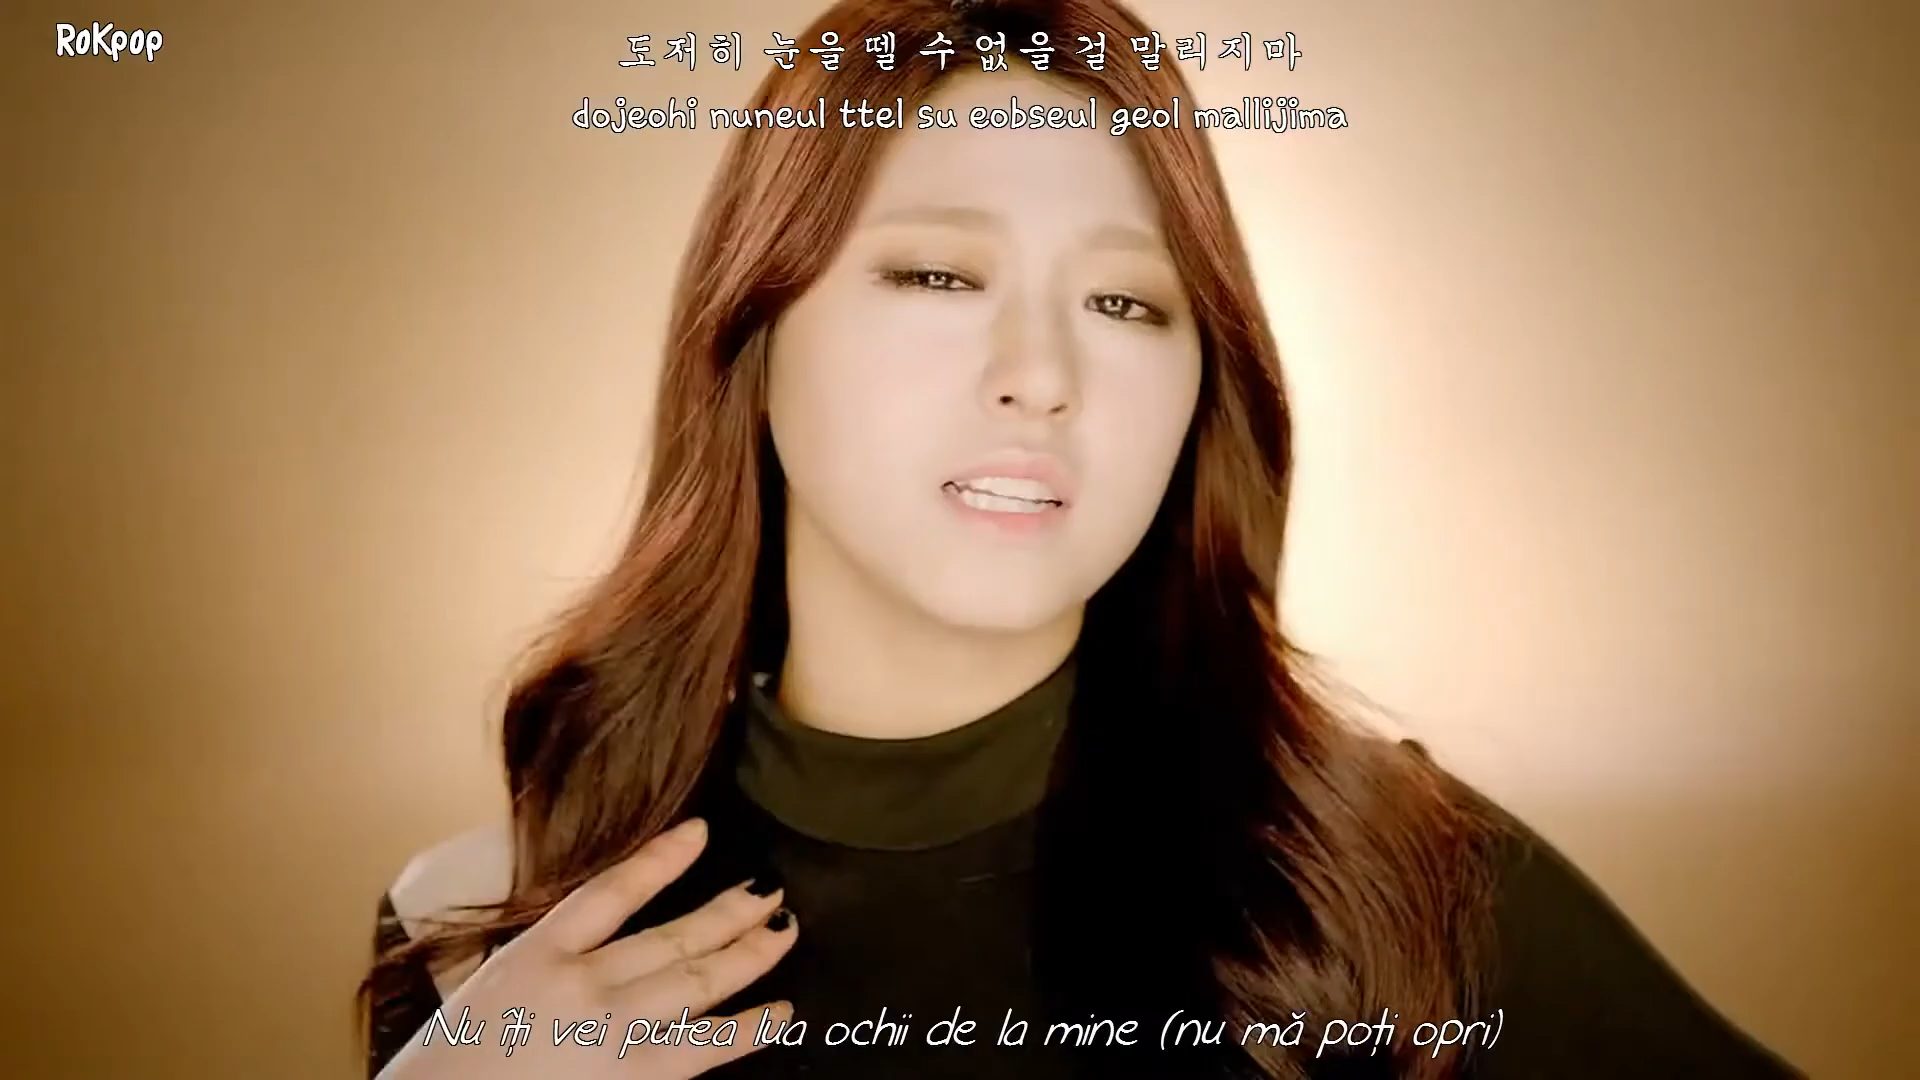 RoKpop
도저히 눈을 뗄 수 없을 걸 말리지마
dojeohi nuneul ttel su eobseul geol mallijima
Nu îți vei putea lua ochii de la mine (nu mă poți opri)